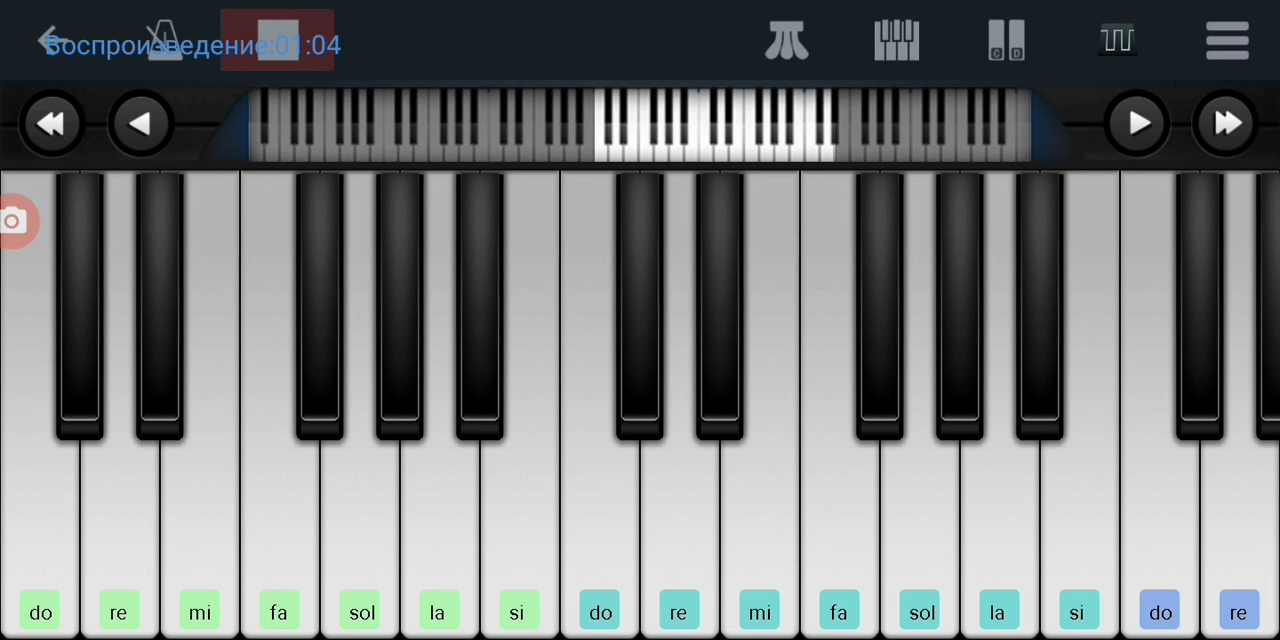 Воспроизведение:01:04
C D
do re mi fa sol la si do re mi fa sol la si do re